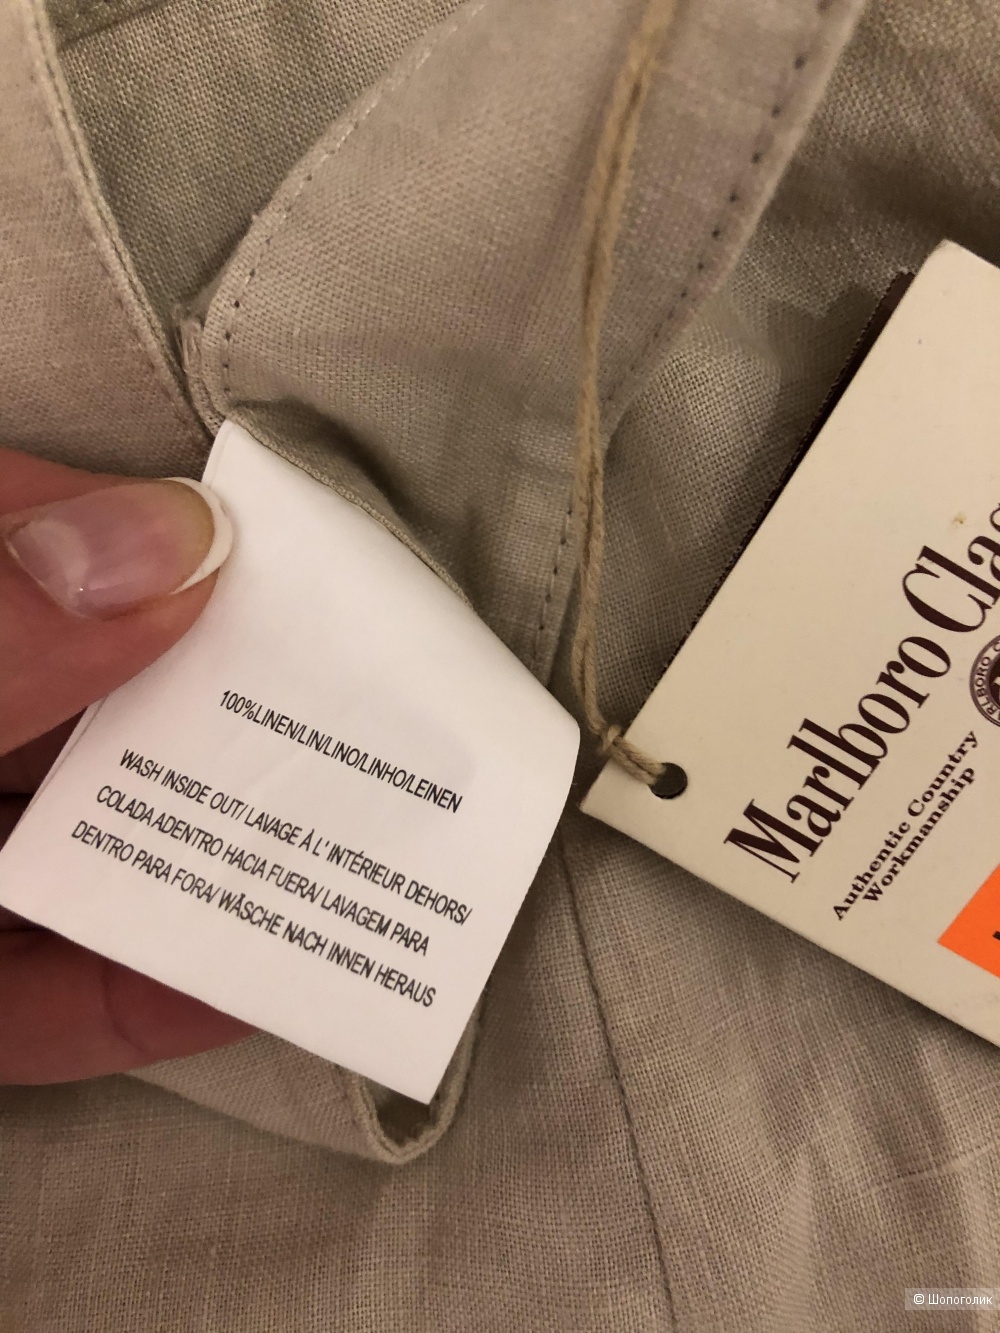 100%LINEN/LIN/LINO/LINHO/LEINEN
WASH INSIDE OUT/ LAVAGE À L' INTÉRIEUR DEHORS/
COLADA ADENTRO HACIA FUERA/ LAVAGEM PARA
DENTRO PARA FORA/ WÄSCHE NACH INNEN HERAUS
Marlboro Clas
Authentic Country
Workmanship
© Шопоголик